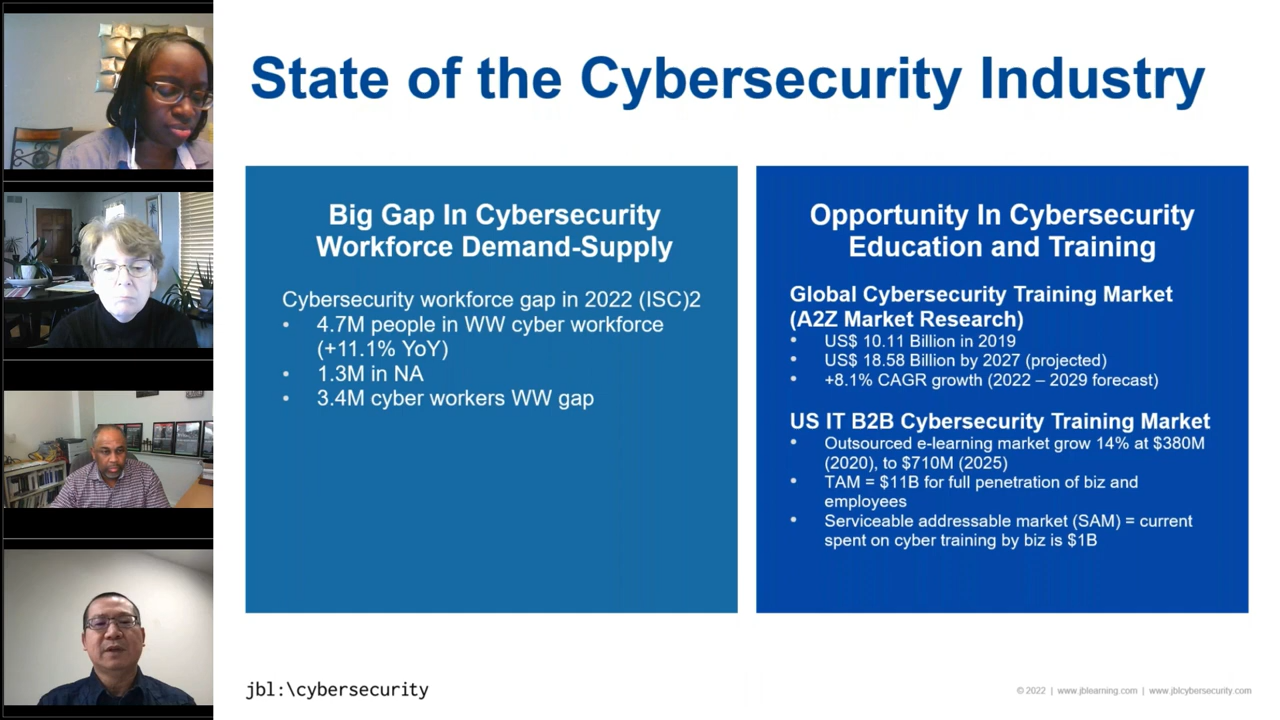 State of the Cybersecurity Industry
Big Gap In Cybersecurity
Workforce Demand-Supply
Cybersecurity workforce gap in 2022 (ISC)2
• 4.7M people in WW cyber workforce
(+11.1% YoY)
• 1.3M in NA
• 3.4M cyber workers WW gap
Opportunity In Cybersecurity
Education and Training
Global Cybersecurity Training Market
(A2Z Market Research)
• US$ 10.11 Billion in 2019
• US$ 18.58 Billion by 2027 (projected)
• +8.1% CAGR growth (2022 – 2029 forecast)
US IT B2B Cybersecurity Training Market
• Outsourced e-learning market grow 14% at $380M
(2020), to $710M (2025)
• TAM = $11B for full penetration of biz and
employees
• Serviceable addressable market (SAM) = current
spent on cyber training by biz is $1B
jbl:\cybersecurity
© 2022 | www.jblearning.com | www.jblcybersecurity.com